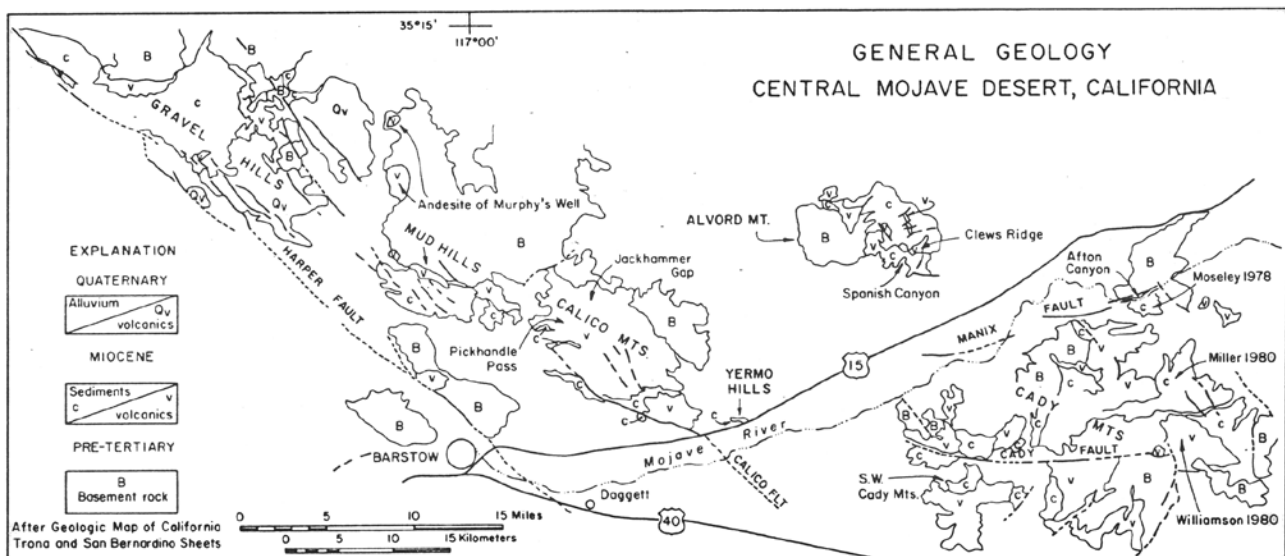 35°15'
117°00'
GENERAL GEOLOGY
CENTRAL MOJAVE DESERT, CALIFORNIA
c
B
B
c
B
v
c
B
GRAVEL
v
Qv
v
B
HILLS
Qv
Qv
v
Andesite of Murphy's Well
B
MUD HILLS
v
c
v
c
HARPER FAULT
Jackhammer
Gap
CALICO MTS.
B
v
Pickhandle
Pass
c
c
v
c
YERMO
HILLS
c
B
v
B
B
BARSTOW
Daggett
Mojave River
CALICO FLT.
15
40
ALVORD MT.
v
c
v
c
v
B
v
c
Clews Ridge
Spanish Canyon
Afton
Canyon
B
Moseley 1978
c
MANIX FAULT
v
v
c
v
B
c
v
c
Miller 1980
CADY
MTS
B
B
v
c
v
c
c
v
c
B
CADY FAULT
v
S.W.
Cady Mts.
c
c
v
v
B
v
B
Williamson 1980
EXPLANATION
QUATERNARY
Alluvium
Qv
volcanics
MIOCENE
Sediments
c
v
volcanics
PRE-TERTIARY
B
Basement rock
After Geologic Map of California
Trona and San Bernardino Sheets
0 5 10 15 Miles
0 5 10 15 Kilometers